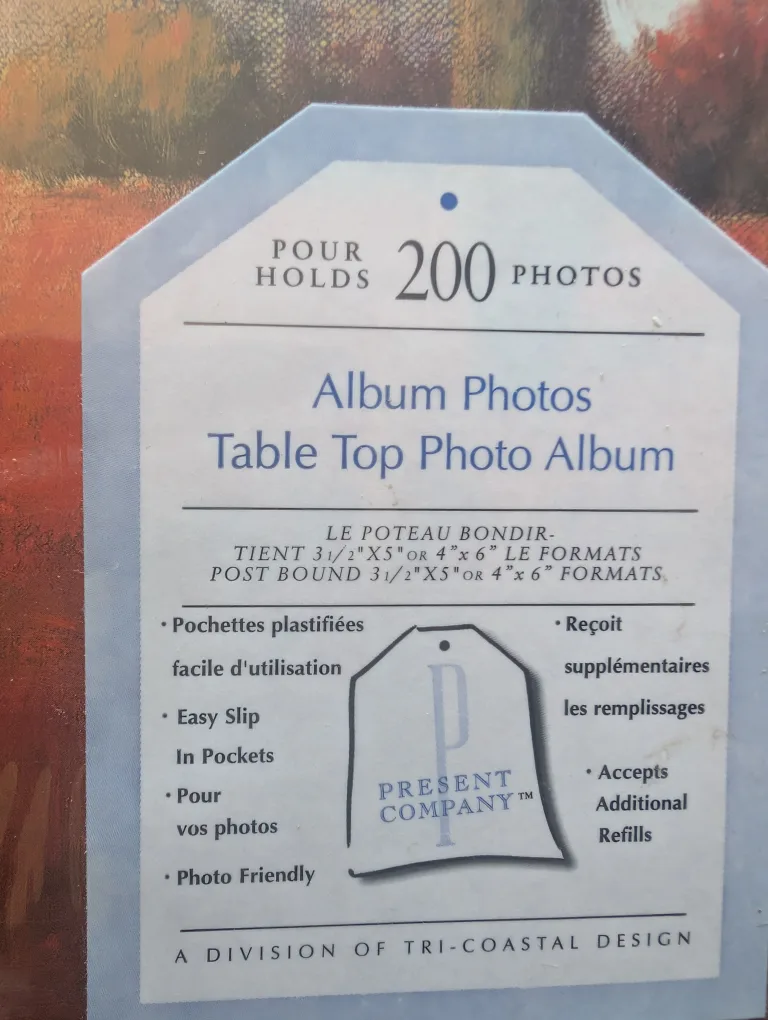 POUR
HOLDS 200 PHOTOS
Album Photos
Table Top Photo Album
LE POTEAU BONDIR-
TIENT 3 1/2"X5"OR 4"x 6" LE FORMATS
POST BOUND 3 1/2"X5"OR 4"x 6" FORMATS
• Pochettes plastifiées
facile d'utilisation
• Easy Slip
In Pockets
• Pour
vos photos
• Photo Friendly
P
PRESENT
COMPANY™
• Reçoit
supplémentaires
les remplissages
• Accepts
Additional
Refills
A DIVISION OF TRI-COASTAL DESIGN